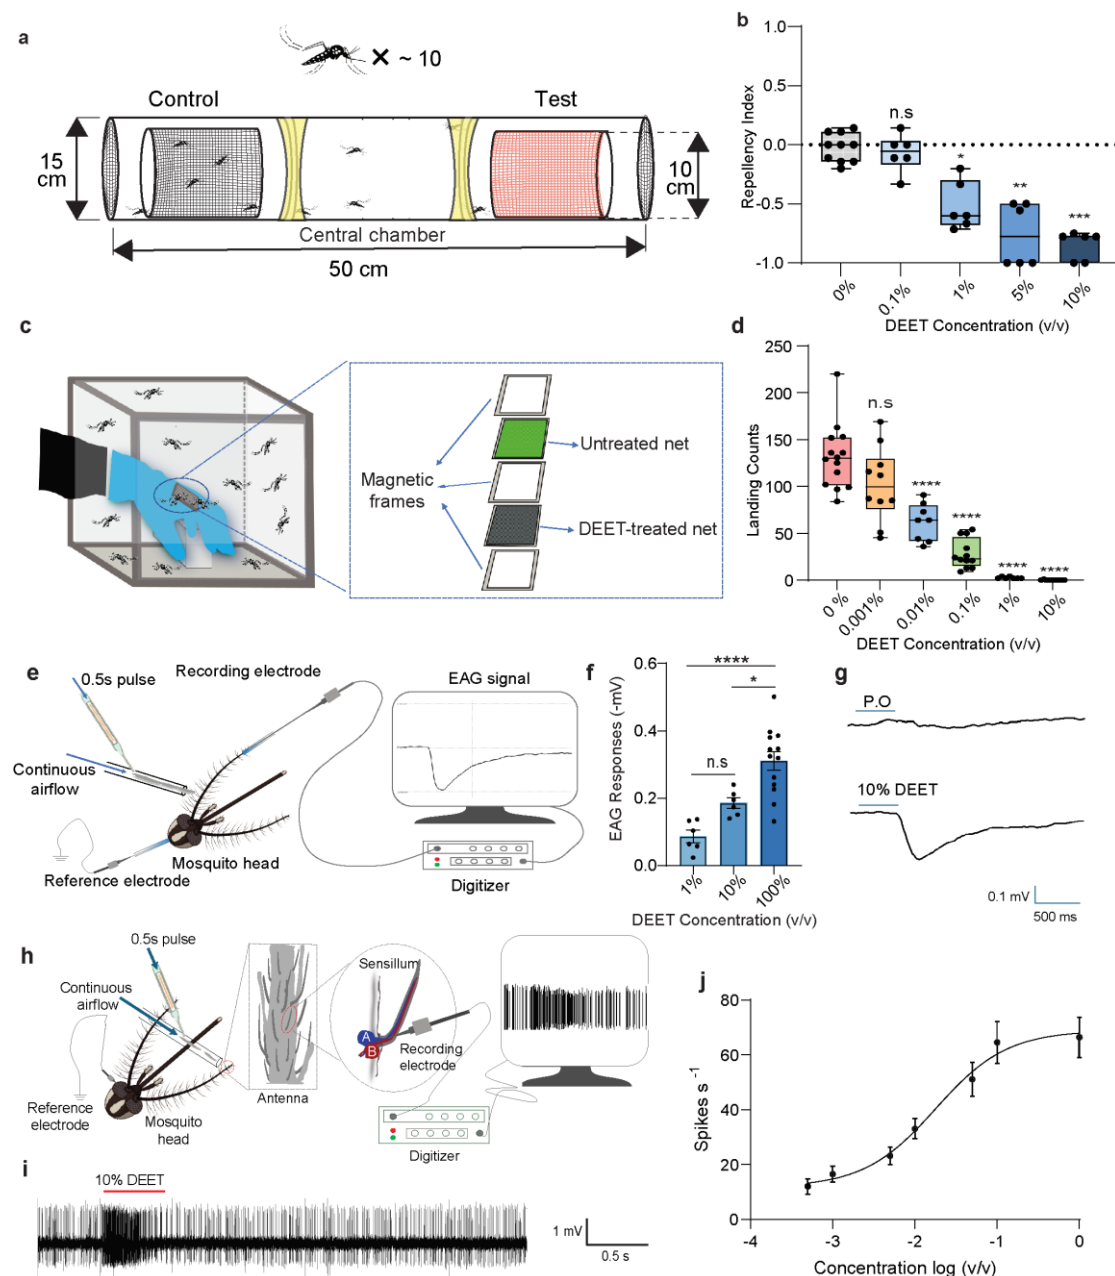 a
× ~ 10
Control
Test
15
cm
10
cm
Central chamber
50 cm
b
Repellency Index
1.0
0.5
0.0
-0.5
-1.0
n.s
*
**
***
0%
0.1%
1%
5%
10%
DEET Concentration (v/v)
c
Magnetic
frames
Untreated net
DEET-treated net
d
Landing Counts
250
200
150
100
50
0
n.s
****
****
****
****
0%
0.001%
0.01%
0.1%
1%
10%
DEET Concentration (v/v)
e
0.5s pulse
Recording electrode
Continuous
airflow
Mosquito head
Reference electrode
EAG signal
Digitizer
f
EAG Responses (-mV)
0.6
0.4
0.2
0.0
****
*
n.s
1%
10%
100%
DEET Concentration (v/v)
g
P.O
10% DEET
0.1 mV
500 ms
h
0.5s pulse
Continuous
airflow
Reference
electrode
Mosquito
head
Antenna
Sensillum
A
B
Recording
electrode
Digitizer
i
10% DEET
1 mV
0.5 s
j
Spikes s⁻¹
80
60
40
20
0
-4
-3
-2
-1
0
Concentration log (v/v)